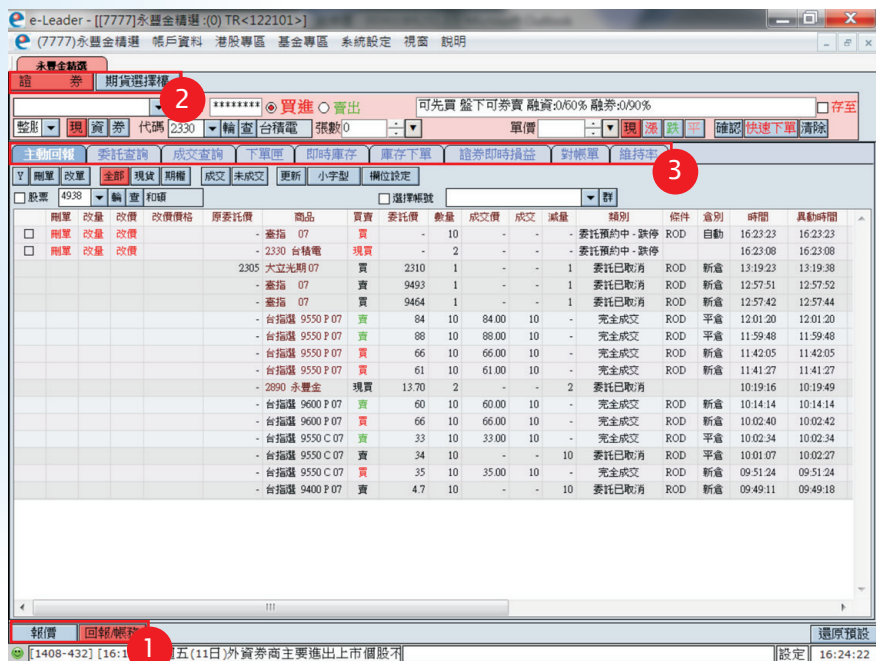 e-Leader - [[7777]永豐金精選 :(0) TR<122101>]
(7777)永豐金精選 帳戶資料 港股專區 基金專區 系統設定 視窗 說明
永豐金精選
證 券 期貨選擇權
2
******** 買進 賣出 可先買 盤下可券賣 融資:0/60% 融券:0/90% 存至
整股 現 資 券 代碼 2330 輪 查 台積電 張數 0 單價 現 漲 跌 平 確認 快速下單 清除
主動回報 委託查詢 成交查詢 下單匣 即時庫存 庫存下單 證券即時損益 對帳單 維持率
3
Y 刪單 改單 全部 現貨 期權 成交 未成交 更新 小字型 欄位設定
股票 4938 輪 查 和碩 選擇帳號 群
刪單 改量 改價 改價價格 原委託價 商品 買賣 委託價 數量 成交價 成交 減量 類別 條件 倉別 時間 異動時間
刪單 改量 改價 - 臺指 07 買 - 10 - - - 委託預約中 - 跌停 ROD 自動 16:23:23 16:23:23
刪單 改量 改價 - 2330 台積電 現買 - 2 - - - 委託預約中 - 跌停 16:23:08 16:23:08
2305 大立光期 07 買 2310 1 - - 1 委託已取消 ROD 新倉 13:19:23 13:19:38
- 臺指 07 賣 9493 1 - - 1 委託已取消 ROD 新倉 12:57:51 12:57:52
- 臺指 07 買 9464 1 - - 1 委託已取消 ROD 新倉 12:57:42 12:57:44
- 台指選 9550 P 07 賣 84 10 84.00 10 - 完全成交 ROD 平倉 12:01:20 12:01:20
- 台指選 9550 P 07 賣 88 10 88.00 10 - 完全成交 ROD 平倉 11:59:48 11:59:48
- 台指選 9550 P 07 買 66 10 66.00 10 - 完全成交 ROD 新倉 11:42:05 11:42:05
- 台指選 9550 P 07 買 61 10 61.00 10 - 完全成交 ROD 新倉 11:41:27 11:41:27
- 2890 永豐金 現買 13.70 2 - - 2 委託已取消 10:19:16 10:19:49
- 台指選 9600 P 07 賣 60 10 60.00 10 - 完全成交 ROD 新倉 10:14:14 10:14:14
- 台指選 9600 P 07 買 66 10 66.00 10 - 完全成交 ROD 新倉 10:02:40 10:02:42
- 台指選 9550 C 07 賣 33 10 33.00 10 - 完全成交 ROD 平倉 10:02:34 10:02:34
- 台指選 9550 C 07 賣 34 10 - - 10 委託已取消 ROD 平倉 10:01:07 10:02:27
- 台指選 9550 C 07 買 35 10 35.00 10 - 完全成交 ROD 新倉 09:51:24 09:51:24
- 台指選 9400 P 07 賣 4.7 10 - - 10 委託已取消 ROD 新倉 09:49:11 09:49:18
報價 回報/帳務 還原預設
1
[1408-432] [16:1 五(11日)外資券商主要進出上市個股不 設定 16:24:22